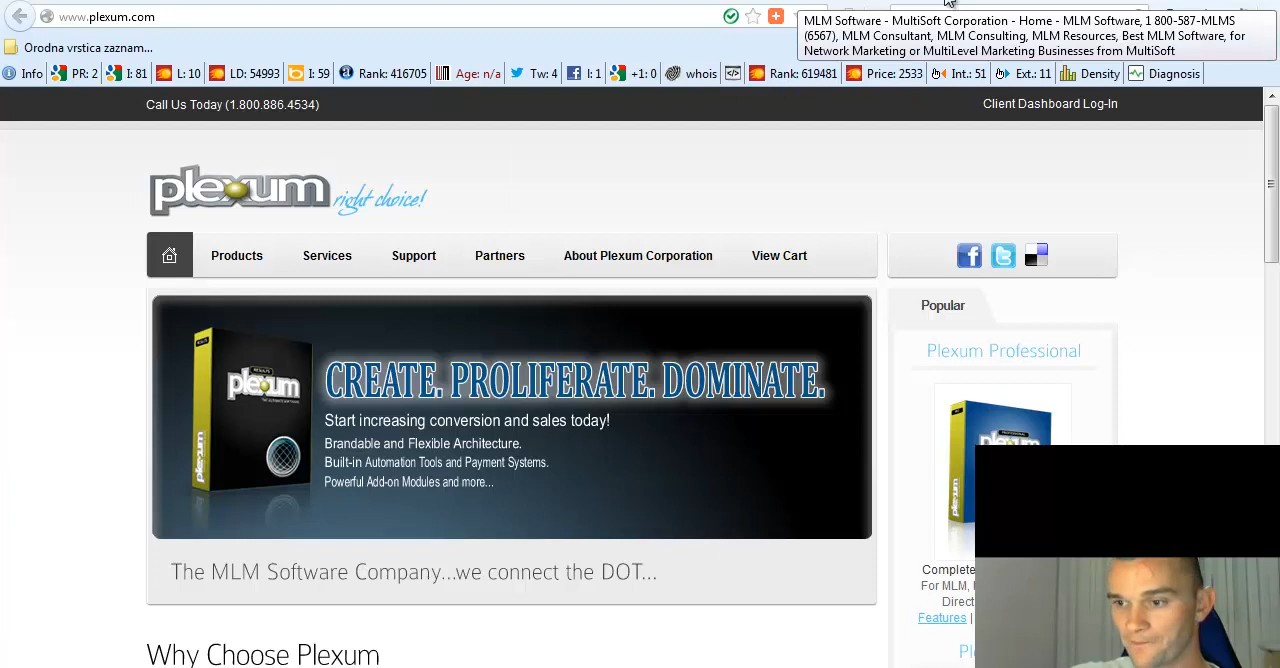 www.plexum.com
MLM Software - MultiSoft Corporation - Home - MLM Software, 1 800-587-MLMS
(6567), MLM Consultant, MLM Consulting, MLM Resources, Best MLM Software, for
Network Marketing or MultiLevel Marketing Businesses from MultiSoft
Orodna vrstica zaznam...
Info PR: 2 I: 81 L: 10 LD: 54993 I: 59 Rank: 416705 Age: n/a Tw: 4 I: 1 +1: 0 whois Rank: 619481 Price: 2533 Int.: 51 Ext.: 11 Density Diagnosis
Call Us Today (1.800.886.4534) Client Dashboard Log-In
plexum right choice!
Products Services Support Partners About Plexum Corporation View Cart
Popular
Plexum Professional
plexum
CREATE. PROLIFERATE. DOMINATE.
Start increasing conversion and sales today!
Brandable and Flexible Architecture.
Built-in Automation Tools and Payment Systems.
Powerful Add-on Modules and more...
plexum
The MLM Software Company...we connect the DOT...
plexum
Complete
For MLM,
Direct
Features |
Why Choose Plexum